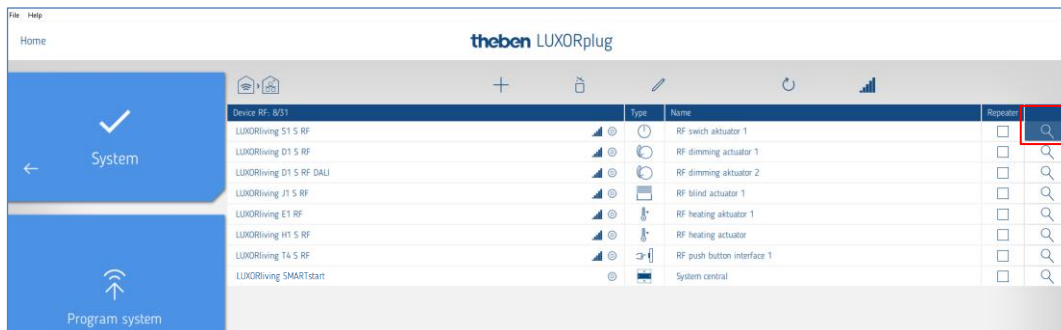 File Help
Home
theben LUXORplug
System
Program system
Device RF: 8/31 Type Name Repeater
LUXORliving S1 S RF RF swich aktuator 1
LUXORliving D1 S RF RF dimming actuator 1
LUXORliving D1 S RF DALI RF dimming aktuator 2
LUXORliving J1 S RF RF blind actuator 1
LUXORliving E1 RF RF heating aktuator 1
LUXORliving H1 S RF RF heating actuator
LUXORliving T4 S RF RF push button interface 1
LUXORliving SMARTstart System central